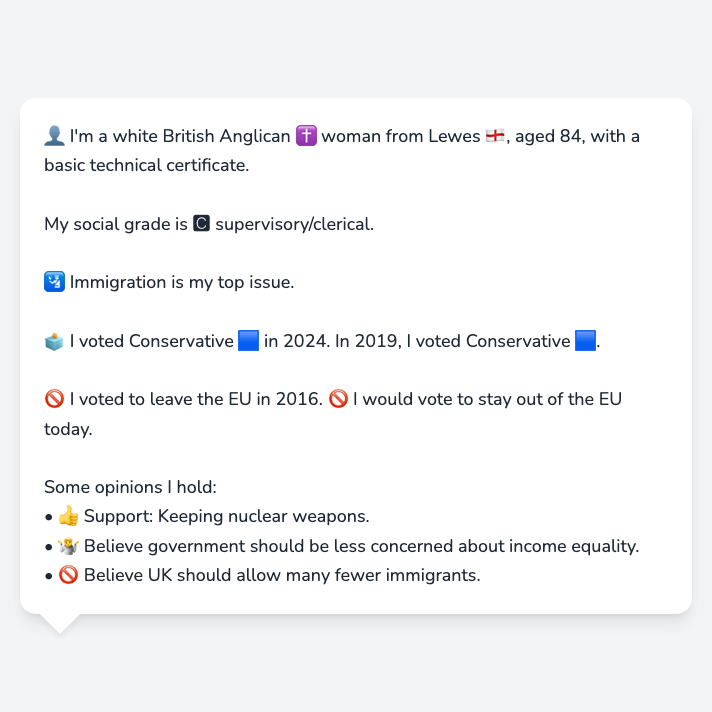 👤 I'm a white British Anglican ✝️ woman from Lewes 🏴󠁧󠁢󠁥󠁮󠁧󠁿, aged 84, with a
basic technical certificate.
My social grade is 🅲 supervisory/clerical.
🛂 Immigration is my top issue.
🗳️ I voted Conservative 🟦 in 2024. In 2019, I voted Conservative 🟦.
🚫 I voted to leave the EU in 2016. 🚫 I would vote to stay out of the EU
today.
Some opinions I hold:
• 👍 Support: Keeping nuclear weapons.
• 🤷 Believe government should be less concerned about income equality.
• 🚫 Believe UK should allow many fewer immigrants.